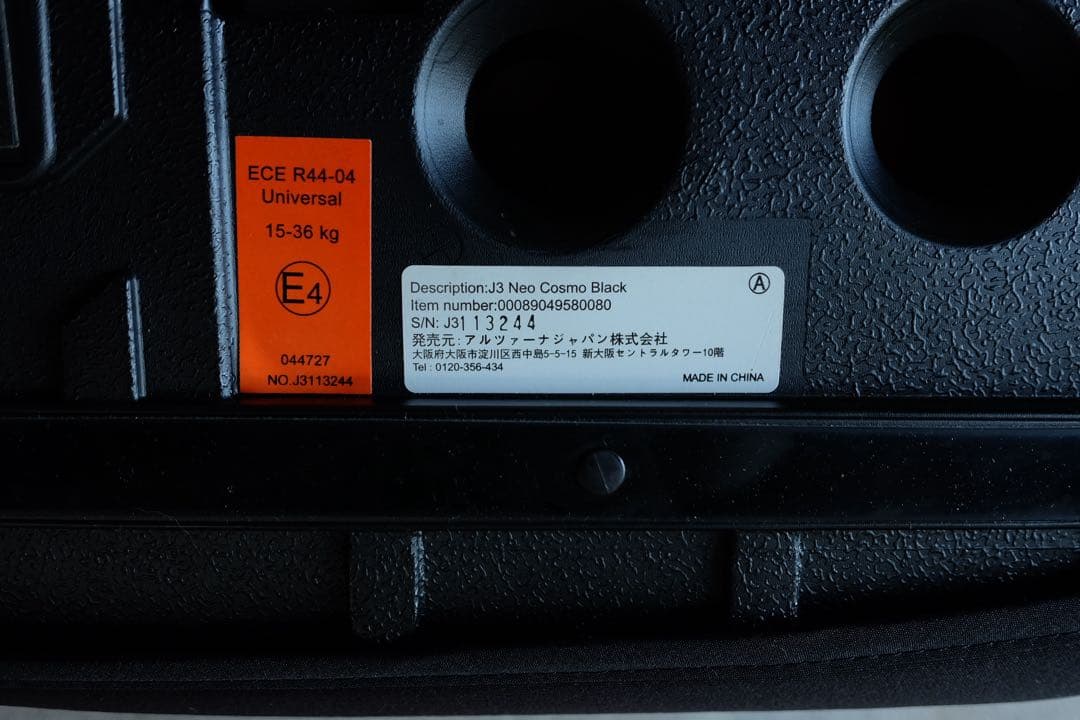 ECE R44-04
Universal
15-36 kg
E4
044727
NO.J3113244
Description:J3 Neo Cosmo Black
A
Item number:00089049580080
S/N: J3113244
発売元:アルツァーナジャパン株式会社
大阪府大阪市淀川区西中島5-5-15 新大阪セントラルタワー10階
Tel : 0120-356-434
MADE IN CHINA